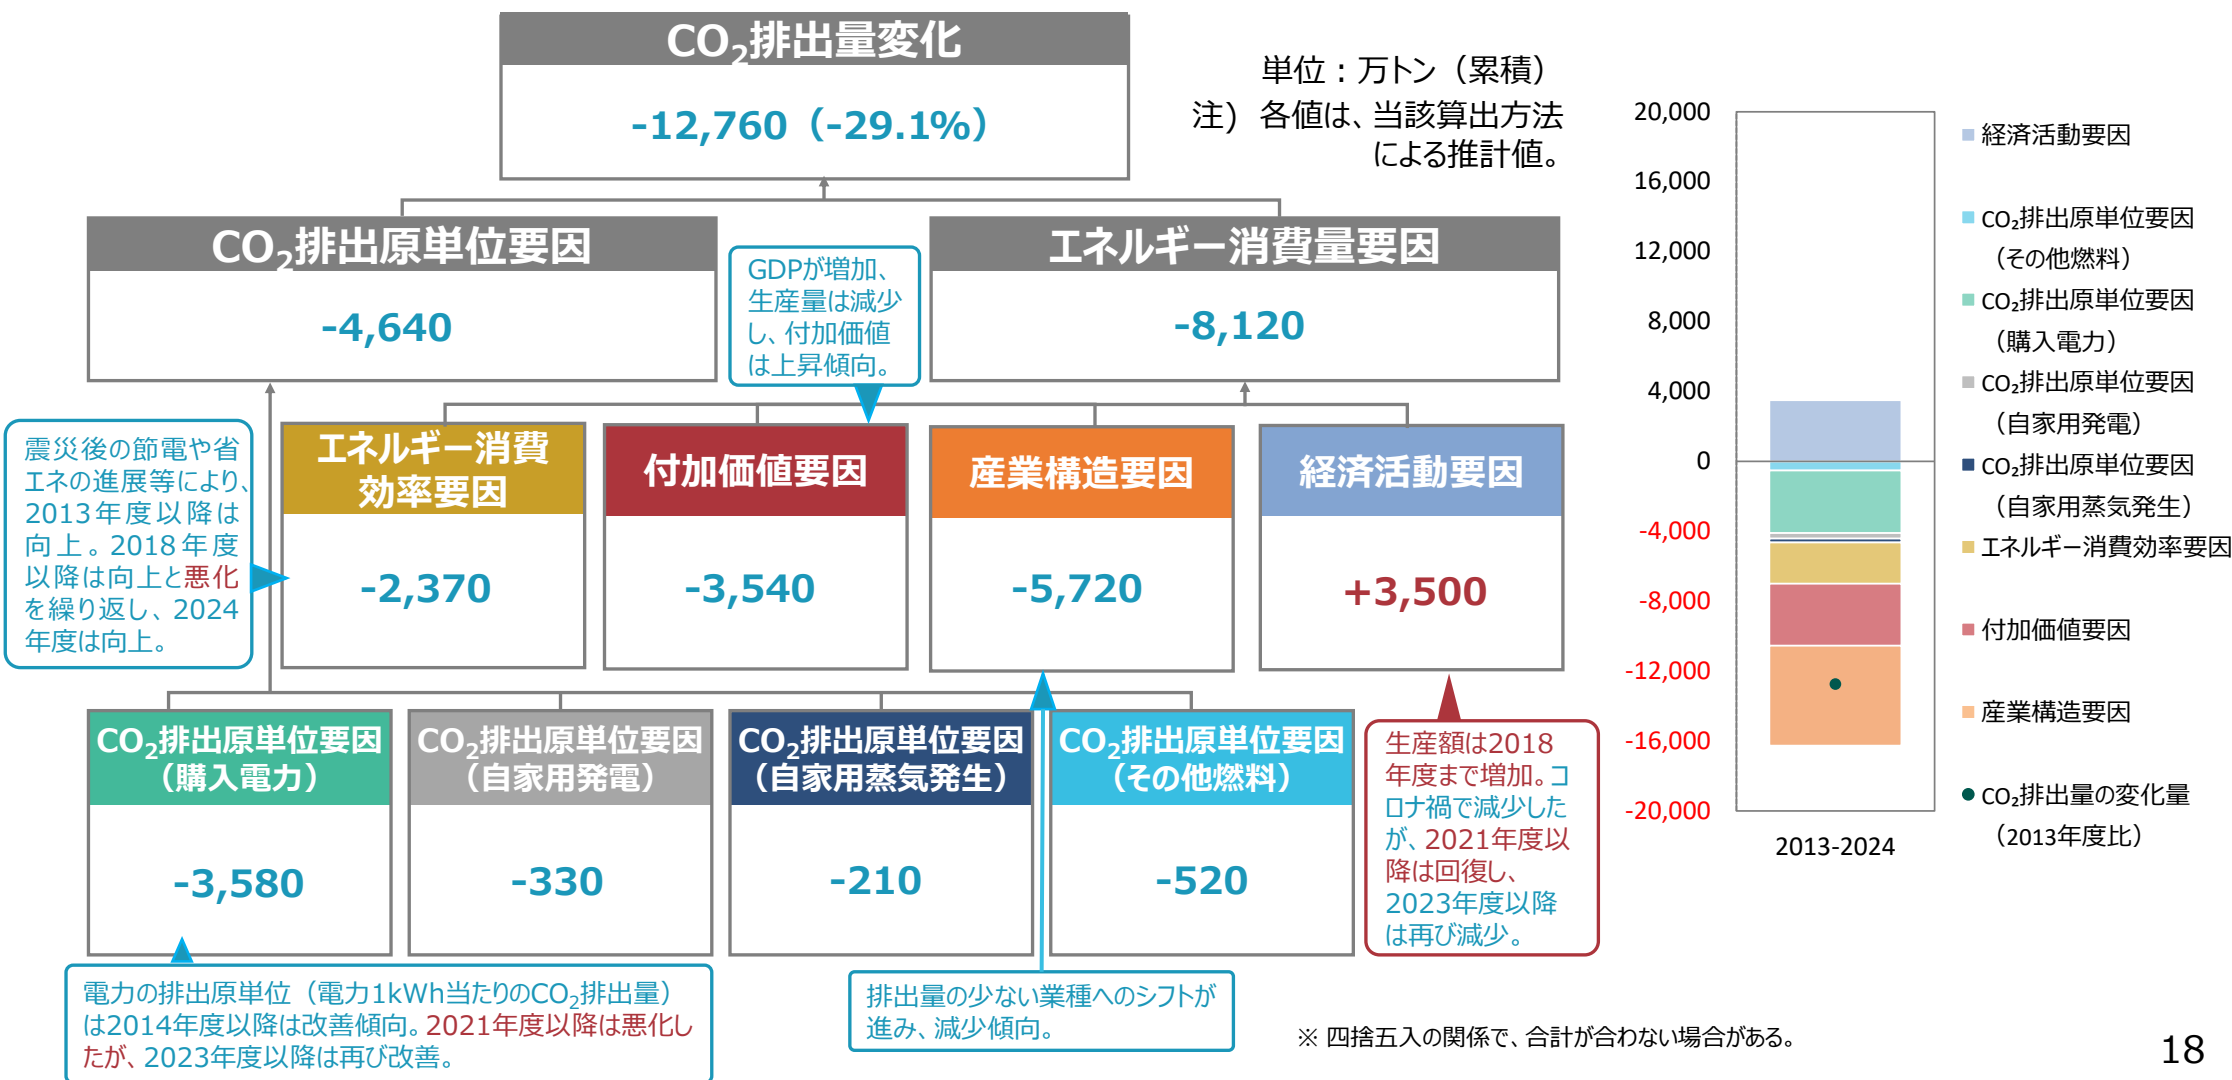 CO₂排出量変化
-12,760（-29.1%）
単位：万トン（累積）
注) 各値は、当該算出方法
による推計値。
CO₂排出原単位要因
-4,640
エネルギー消費量要因
-8,120
GDPが増加、
生産量は減少
し、付加価値
は上昇傾向。
震災後の節電や省
エネの進展等により、
2013年度以降は
向上。2018年度
以降は向上と悪化
を繰り返し、2024
年度は向上。
エネルギー消費
効率要因
-2,370
付加価値要因
-3,540
産業構造要因
-5,720
経済活動要因
+3,500
CO₂排出原単位要因
（購入電力）
-3,580
CO₂排出原単位要因
（自家用発電）
-330
CO₂排出原単位要因
（自家用蒸気発生）
-210
CO₂排出原単位要因
（その他燃料）
-520
生産額は2018
年度まで増加。コ
ロナ禍で減少した
が、2021年度以
降は回復し、
2023年度以降
は再び減少。
電力の排出原単位（電力1kWh当たりのCO₂排出量）
は2014年度以降は改善傾向。2021年度以降は悪化し
たが、2023年度以降は再び改善。
排出量の少ない業種へのシフトが
進み、減少傾向。
20,000
16,000
12,000
8,000
4,000
0
-4,000
-8,000
-12,000
-16,000
-20,000
2013-2024
経済活動要因
CO₂排出原単位要因
（その他燃料）
CO₂排出原単位要因
（購入電力）
CO₂排出原単位要因
（自家用発電）
CO₂排出原単位要因
（自家用蒸気発生）
エネルギー消費効率要因
付加価値要因
産業構造要因
CO₂排出量の変化量
（2013年度比）
※ 四捨五入の関係で、合計が合わない場合がある。
18